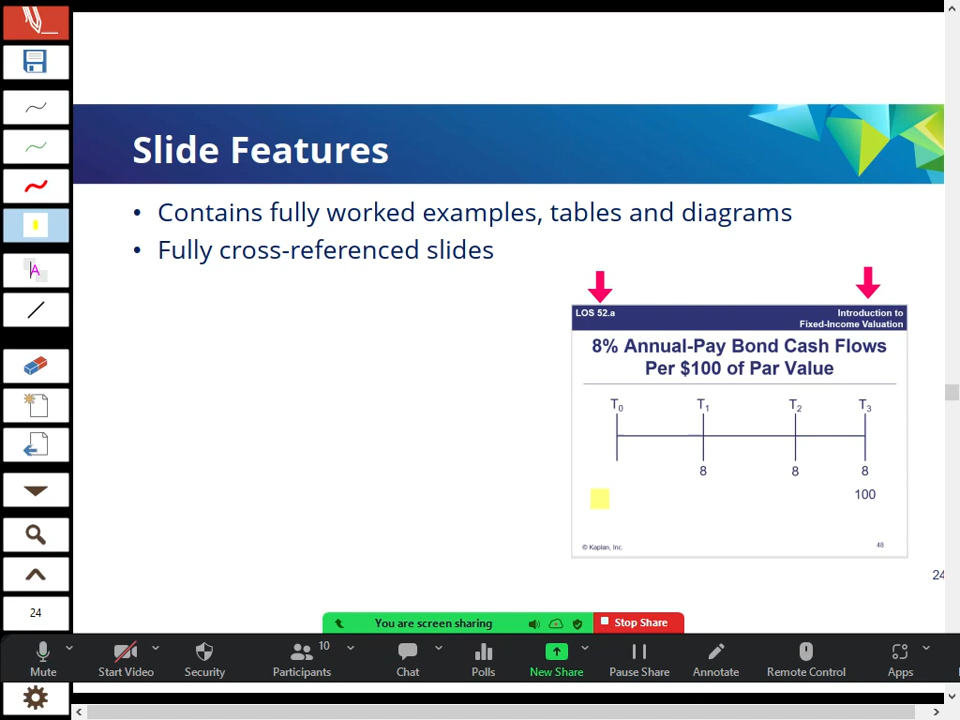 Slide Features
• Contains fully worked examples, tables and diagrams
• Fully cross-referenced slides
LOS 52.a
Introduction to
Fixed-Income Valuation
8% Annual-Pay Bond Cash Flows
Per $100 of Par Value
T0 T1 T2 T3
8 8 8
100
© Kaplan, Inc.
48
24
A
24
You are screen sharing
Stop Share
10
Mute Start Video Security Participants Chat Polls New Share Pause Share Annotate Remote Control Apps